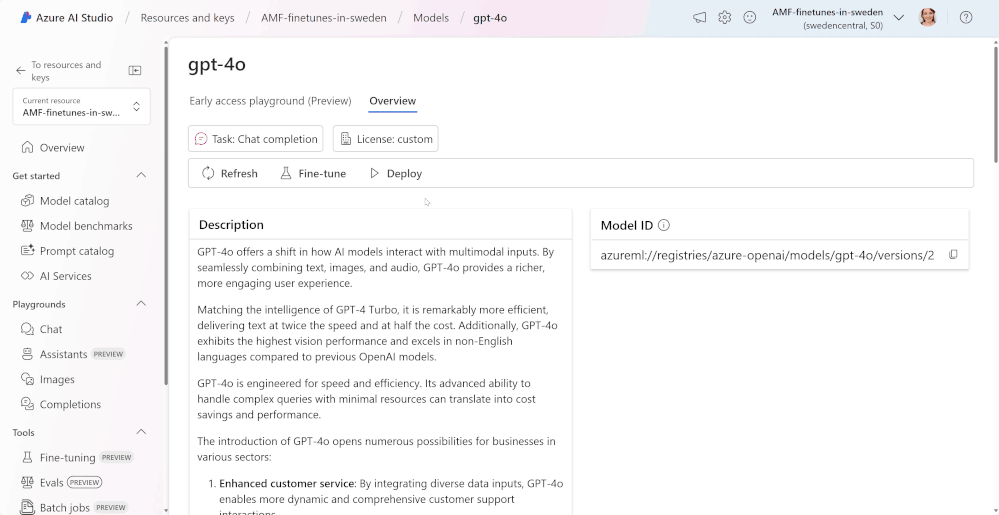 Azure AI Studio / Resources and keys / AMF-finetunes-in-sweden / Models / gpt-4o
AMF-finetunes-in-sweden
(swedencentral, S0)
To resources and
keys
Current resource
AMF-finetunes-in-sw...
Overview
Get started
Model catalog
Model benchmarks
Prompt catalog
AI Services
Playgrounds
Chat
Assistants PREVIEW
Images
Completions
Tools
Fine-tuning PREVIEW
Evals PREVIEW
Batch jobs PREVIEW
gpt-4o
Early access playground (Preview) Overview
Task: Chat completion License: custom
Refresh Fine-tune Deploy
Description
GPT-4o offers a shift in how AI models interact with multimodal inputs. By
seamlessly combining text, images, and audio, GPT-4o provides a richer,
more engaging user experience.
Matching the intelligence of GPT-4 Turbo, it is remarkably more efficient,
delivering text at twice the speed and at half the cost. Additionally, GPT-4o
exhibits the highest vision performance and excels in non-English
languages compared to previous OpenAI models.
GPT-4o is engineered for speed and efficiency. Its advanced ability to
handle complex queries with minimal resources can translate into cost
savings and performance.
The introduction of GPT-4o opens numerous possibilities for businesses in
various sectors:
1. Enhanced customer service: By integrating diverse data inputs, GPT-4o
enables more dynamic and comprehensive customer support
interactions.
Model ID
azureml://registries/azure-openai/models/gpt-4o/versions/2